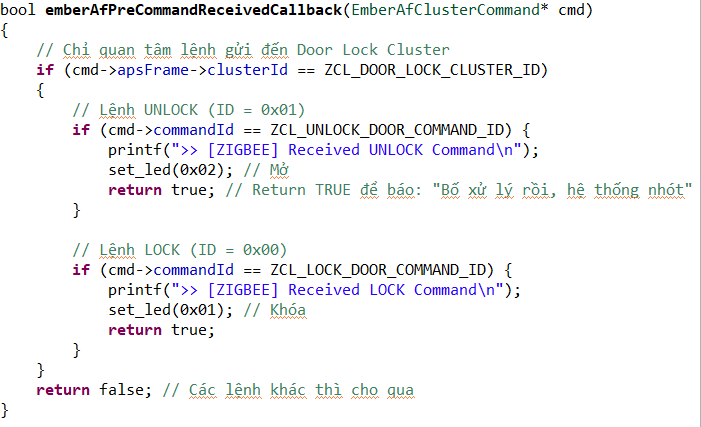 bool emberAfPreCommandReceivedCallback(EmberAfClusterCommand* cmd)
{
    // Chỉ quan tâm lệnh gửi đến Door Lock Cluster
    if (cmd->apsFrame->clusterId == ZCL_DOOR_LOCK_CLUSTER_ID)
    {
        // Lệnh UNLOCK (ID = 0x01)
        if (cmd->commandId == ZCL_UNLOCK_DOOR_COMMAND_ID) {
            printf(">> [ZIGBEE] Received UNLOCK Command\n");
            set_led(0x02); // Mở
            return true; // Return TRUE để báo: "Bố xử lý rồi, hệ thống nhót"
        }

        // Lệnh LOCK (ID = 0x00)
        if (cmd->commandId == ZCL_LOCK_DOOR_COMMAND_ID) {
            printf(">> [ZIGBEE] Received LOCK Command\n");
            set_led(0x01); // Khóa
            return true;
        }
    }
    return false; // Các lệnh khác thì cho qua
}